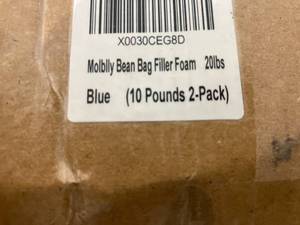 X0030CEG8D
Molblly Bean Bag Filler Foam 20lbs
Blue (10 Pounds 2-Pack)